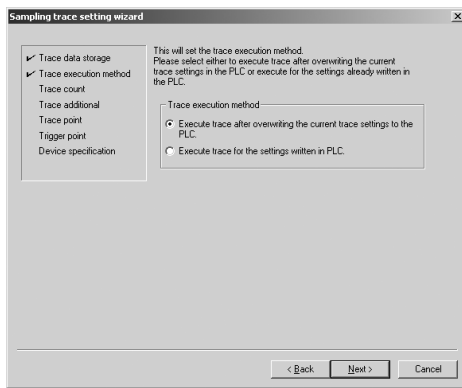 Sampling trace setting wizard
Trace data storage
Trace execution method
Trace count
Trace additional
Trace point
Trigger point
Device specification
This will set the trace execution method.
Please select either to execute trace after overwriting the current
trace settings in the PLC or execute for the settings already written in
the PLC.
Trace execution method
Execute trace after overwriting the current trace settings to the
PLC.
Execute trace for the settings written in PLC.
< Back
Next >
Cancel